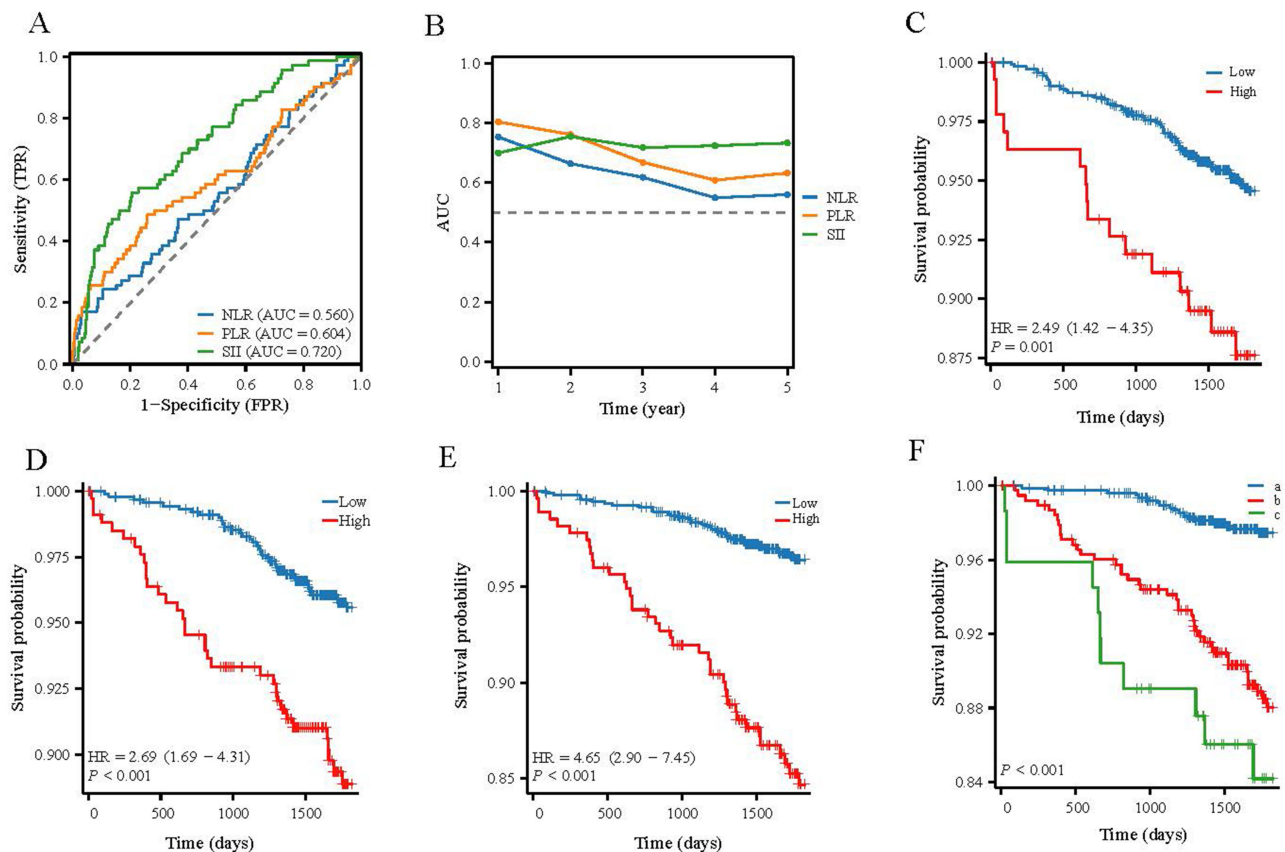 A
1.0
0.8
0.6
0.4
0.2
0.0
Sensitivity (TPR)
NLR (AUC = 0.560)
PLR (AUC = 0.604)
SII (AUC = 0.720)
0.0 0.2 0.4 0.6 0.8 1.0
1−Specificity (FPR)
B
1.0
0.8
0.6
0.4
0.2
0.0
AUC
NLR
PLR
SII
1 2 3 4 5
Time (year)
C
1.000
0.975
0.950
0.925
0.900
0.875
Survival probability
Low
High
HR = 2.49 (1.42 − 4.35)
P = 0.001
0 500 1000 1500
Time (days)
D
1.000
0.975
0.950
0.925
0.900
Survival probability
Low
High
HR = 2.69 (1.69 − 4.31)
P < 0.001
0 500 1000 1500
Time (days)
E
1.00
0.95
0.90
0.85
Survival probability
Low
High
HR = 4.65 (2.90 − 7.45)
P < 0.001
0 500 1000 1500
Time (days)
F
1.00
0.96
0.92
0.88
0.84
Survival probability
a
b
c
P < 0.001
0 500 1000 1500
Time (days)